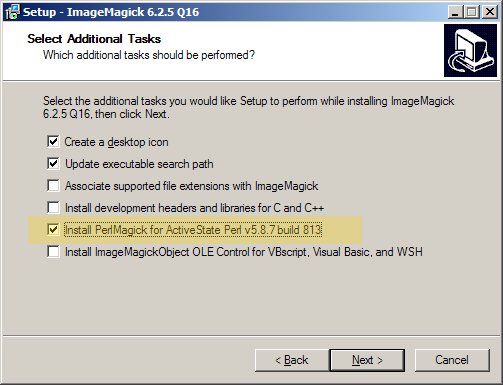 Setup - ImageMagick 6.2.5 Q16
Select Additional Tasks
Which additional tasks should be performed?
Select the additional tasks you would like Setup to perform while installing ImageMagick
6.2.5 Q16, then click Next.
Create a desktop icon
Update executable search path
Associate supported file extensions with ImageMagick
Install development headers and libraries for C and C++
Install PerlMagick for ActiveState Perl v5.8.7 build 813
Install ImageMagickObject OLE Control for VBscript, Visual Basic, and WSH
< Back
Next >
Cancel